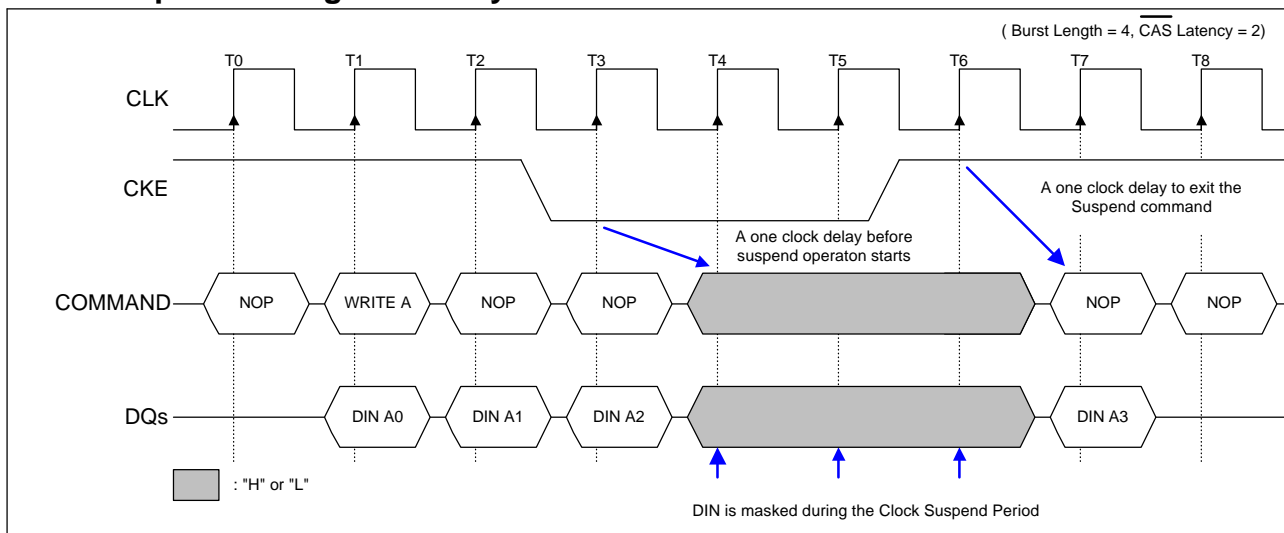 ( Burst Length = 4, CAS Latency = 2)
T0 T1 T2 T3 T4 T5 T6 T7 T8
CLK
CKE
A one clock delay to exit the
Suspend command
A one clock delay before
suspend operaton starts
COMMAND NOP WRITE A NOP NOP NOP NOP
DQs DIN A0 DIN A1 DIN A2 DIN A3
: "H" or "L"
DIN is masked during the Clock Suspend Period